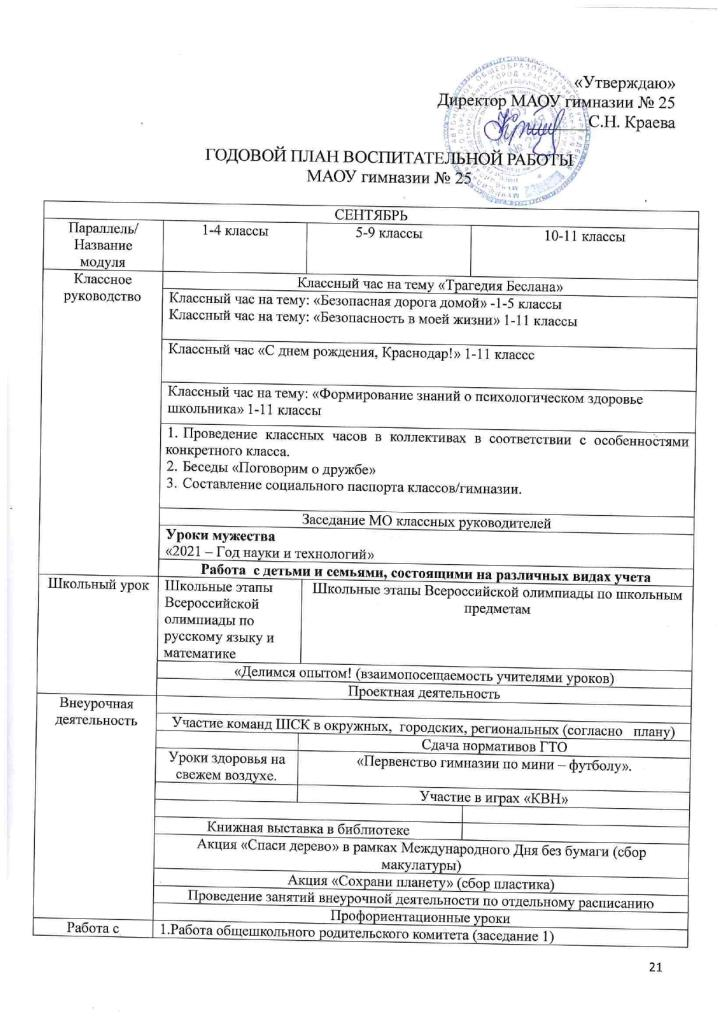 «Утверждаю»
Директор МАОУ гимназии № 25
С.Н. Краева
ГОДОВОЙ ПЛАН ВОСПИТАТЕЛЬНОЙ РАБОТЫ
МАОУ гимназии № 25
СЕНТЯБРЬ
Параллель/
Название
модуля
1-4 классы
5-9 классы
10-11 классы
Классное
руководство
Классный час на тему «Трагедия Беслана»
Классный час на тему: «Безопасная дорога домой» -1-5 классы
Классный час на тему: «Безопасность в моей жизни» 1-11 классы
Классный час «С днем рождения, Краснодар!» 1-11 классс
Классный час на тему: «Формирование знаний о психологическом здоровье
школьника» 1-11 классы
1. Проведение классных часов в коллективах в соответствии с особенностями
конкретного класса.
2. Беседы «Поговорим о дружбе»
3. Составление социального паспорта классов/гимназии.
Заседание МО классных руководителей
Уроки мужества
«2021 – Год науки и технологий»
Работа с детьми и семьями, состоящими на различных видах учета
Школьный урок
Школьные этапы
Всероссийской
олимпиады по
русскому языку и
математике
Школьные этапы Всероссийской олимпиады по школьным
предметам
«Делимся опытом! (взаимопосещаемость учителями уроков)
Внеурочная
деятельность
Проектная деятельность
Участие команд ШСК в окружных, городских, региональных (согласно плану)
Сдача нормативов ГТО
Уроки здоровья на
свежем воздухе.
«Первенство гимназии по мини – футболу».
Участие в играх «КВН»
Книжная выставка в библиотеке
Акция «Спаси дерево» в рамках Международного Дня без бумаги (сбор
макулатуры)
Акция «Сохрани планету» (сбор пластика)
Проведение занятий внеурочной деятельности по отдельному расписанию
Профориентационные уроки
Работа с
1.Работа общешкольного родительского комитета (заседание 1)
21